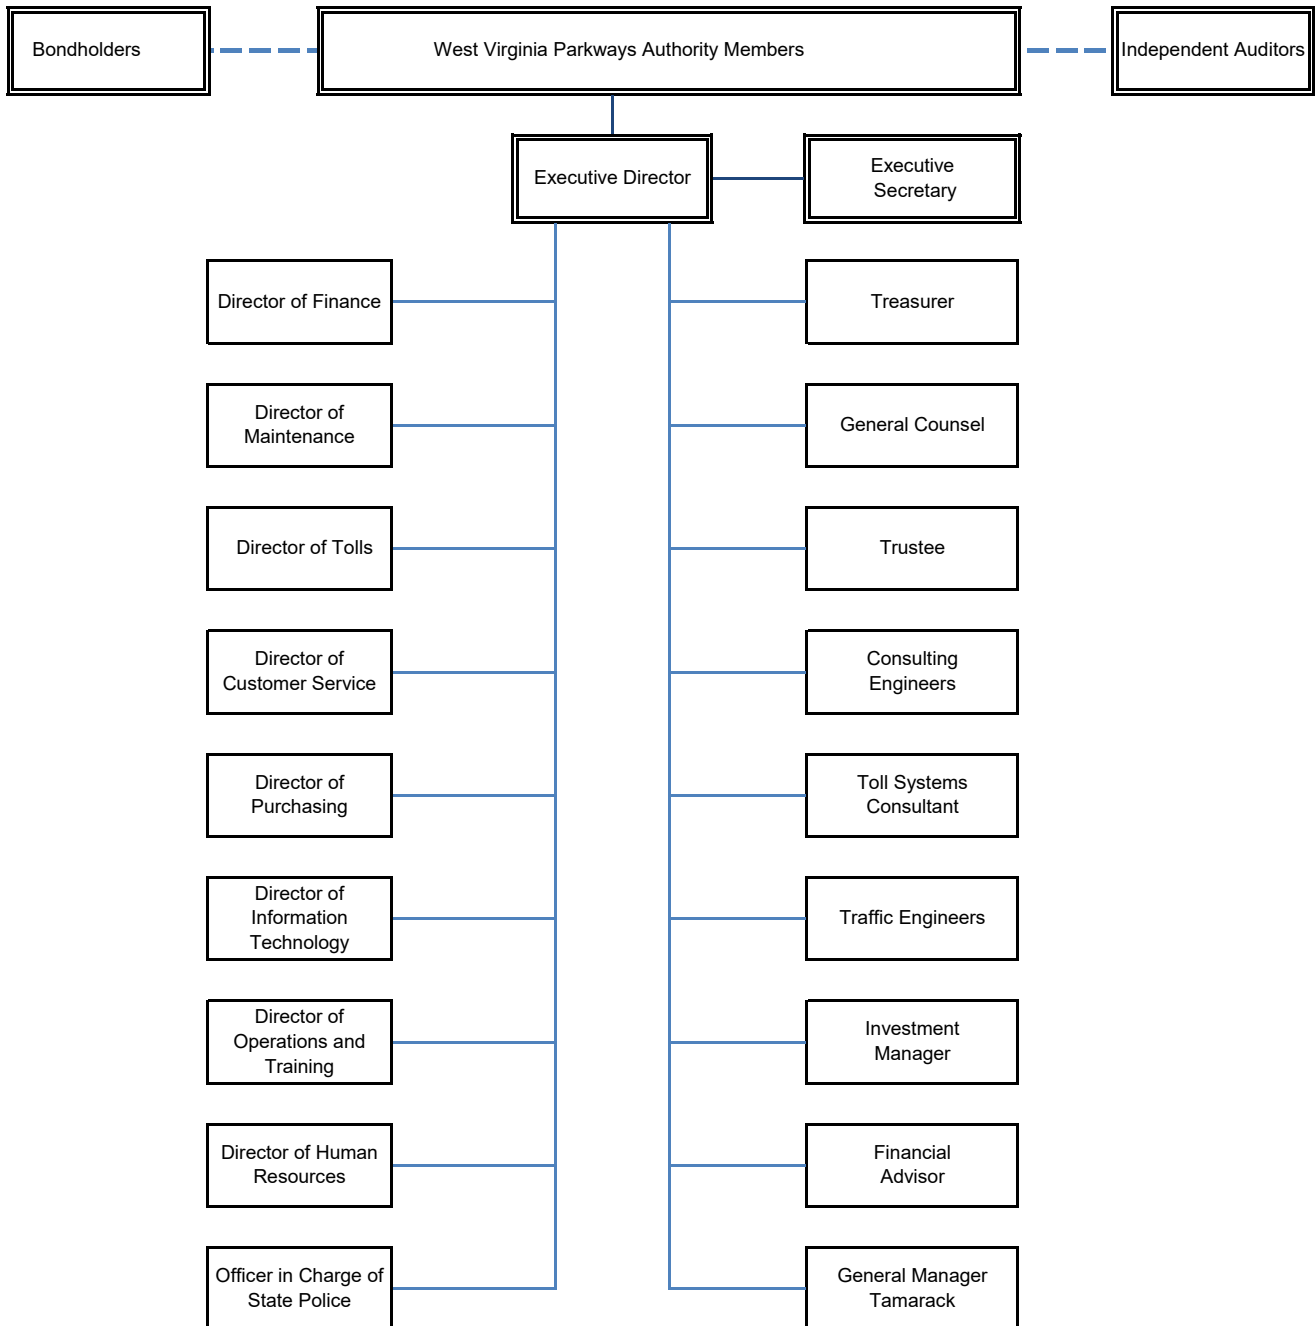 Bondholders
West Virginia Parkways Authority Members
Independent Auditors
Executive Director
Executive
Secretary
Director of Finance
Treasurer
Director of
Maintenance
General Counsel
Director of Tolls
Trustee
Director of
Customer Service
Consulting
Engineers
Director of
Purchasing
Toll Systems
Consultant
Director of
Information
Technology
Traffic Engineers
Director of
Operations and
Training
Investment
Manager
Director of Human
Resources
Financial
Advisor
Officer in Charge of
State Police
General Manager
Tamarack